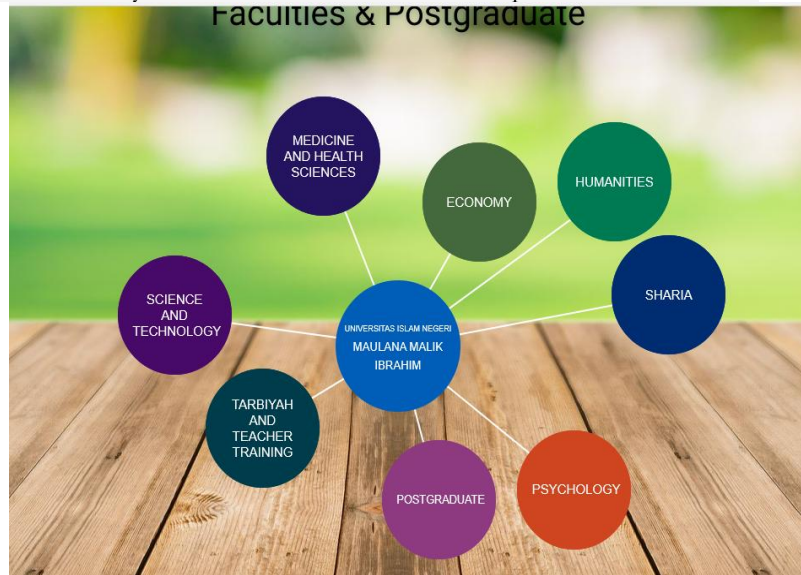 Faculties & Postgraduate
MEDICINE
AND HEALTH
SCIENCES
ECONOMY
HUMANITIES
SHARIA
SCIENCE
AND
TECHNOLOGY
UNIVERSITAS ISLAM NEGERI
MAULANA MALIK
IBRAHIM
TARBIYAH
AND
TEACHER
TRAINING
POSTGRADUATE
PSYCHOLOGY